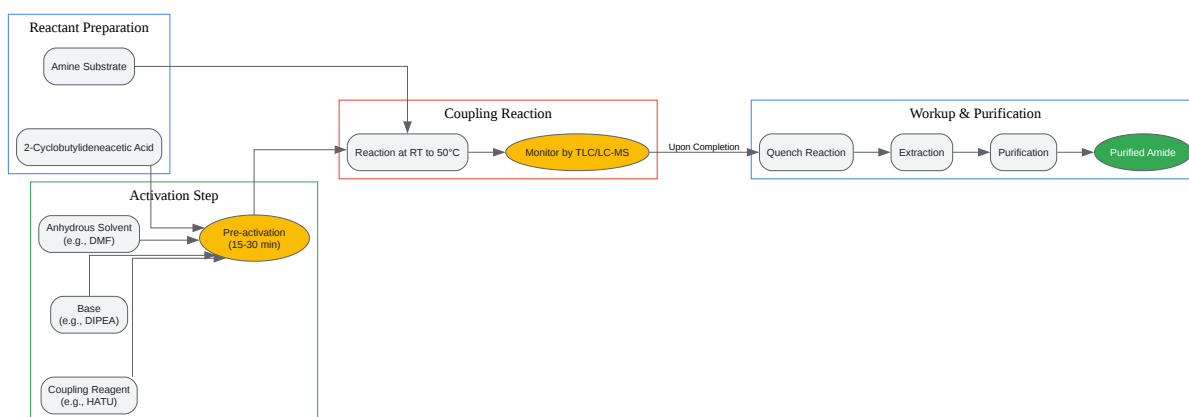 Reactant Preparation
Amine Substrate
2-Cyclobutylideneacetic Acid
Activation Step
Anhydrous Solvent
(e.g., DMF)
Pre-activation
(15-30 min)
Base
(e.g., DIPEA)
Coupling Reagent
(e.g., HATU)
Coupling Reaction
Reaction at RT to 50°C
Monitor by TLC/LC-MS
Upon Completion
Workup & Purification
Quench Reaction
Extraction
Purification
Purified Amide